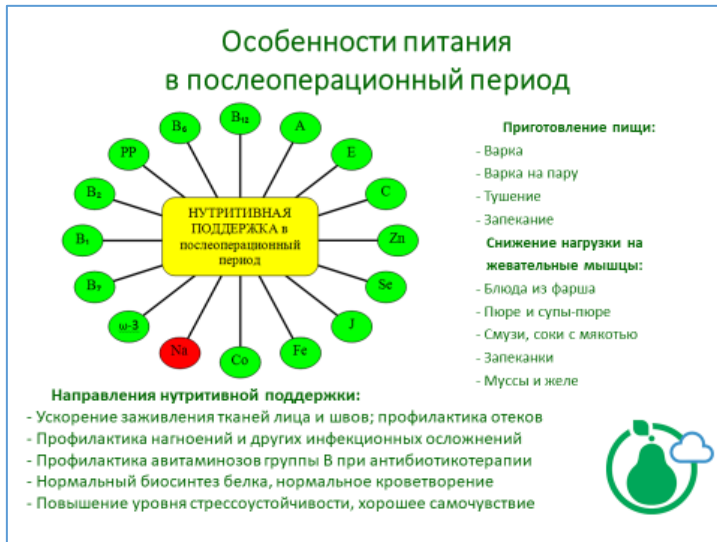 Особенности питания
в послеоперационный период
B₁₂
B₆
A
PP
E
B₂
C
НУТРИТИВНАЯ
ПОДДЕРЖКА в
послеоперационный
период
B₁
Zn
B₇
Se
ω-3
J
Na
Co
Fe
Приготовление пищи:
- Варка
- Варка на пару
- Тушение
- Запекание
Снижение нагрузки на
жевательные мышцы:
- Блюда из фарша
- Пюре и супы-пюре
- Смузи, соки с мякотью
- Запеканки
- Муссы и желе
Направления нутритивной поддержки:
- Ускорение заживления тканей лица и швов; профилактика отеков
- Профилактика нагноений и других инфекционных осложнений
- Профилактика авитаминозов группы В при антибиотикотерапии
- Нормальный биосинтез белка, нормальное кроветворение
- Повышение уровня стрессоустойчивости, хорошее самочувствие